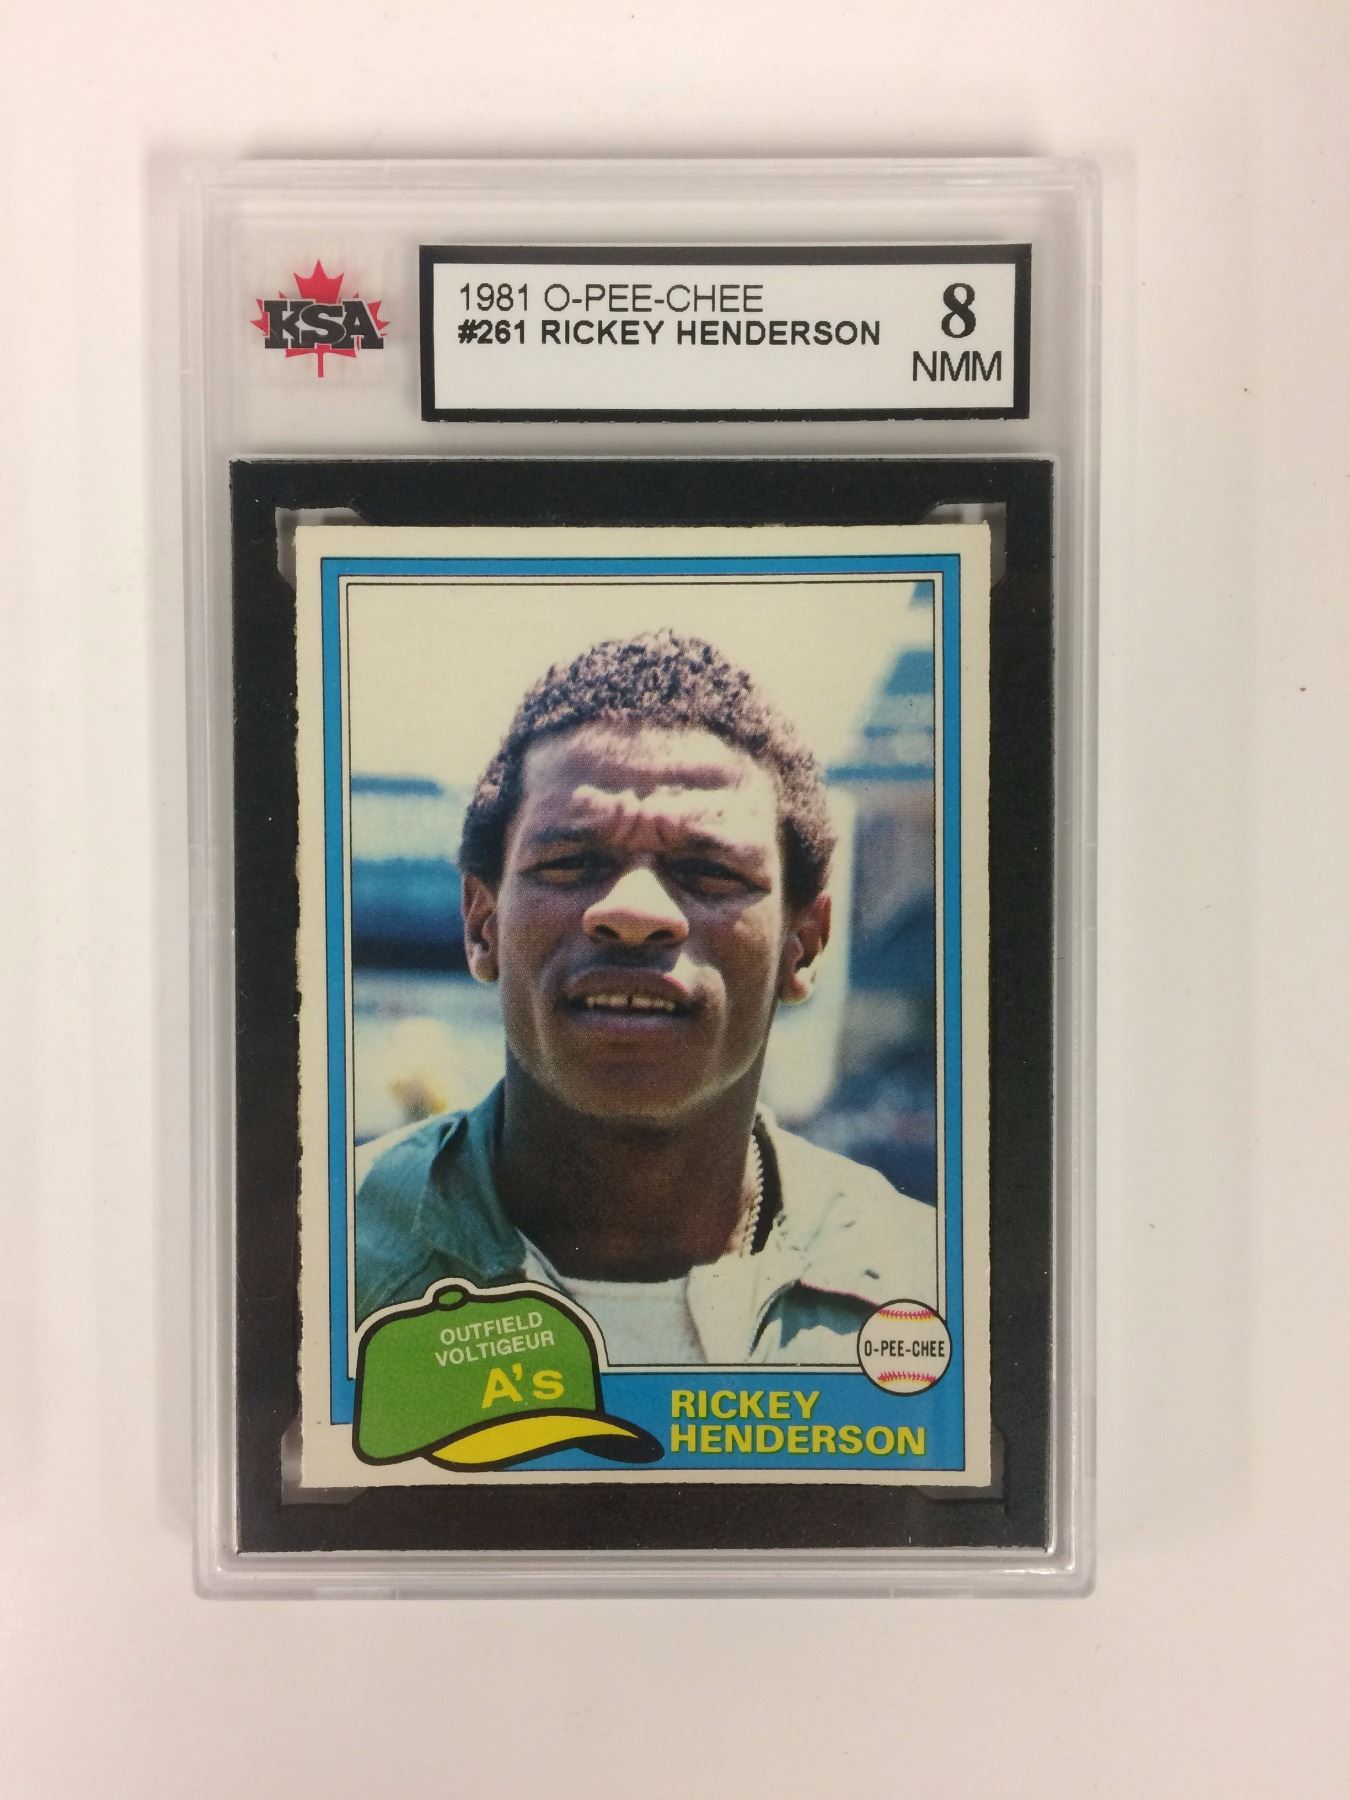 KSA
1981 O-PEE-CHEE
#261 RICKEY HENDERSON
8
NMM
OUTFIELD
VOLTIGEUR
A's
O-PEE-CHEE
RICKEY
HENDERSON